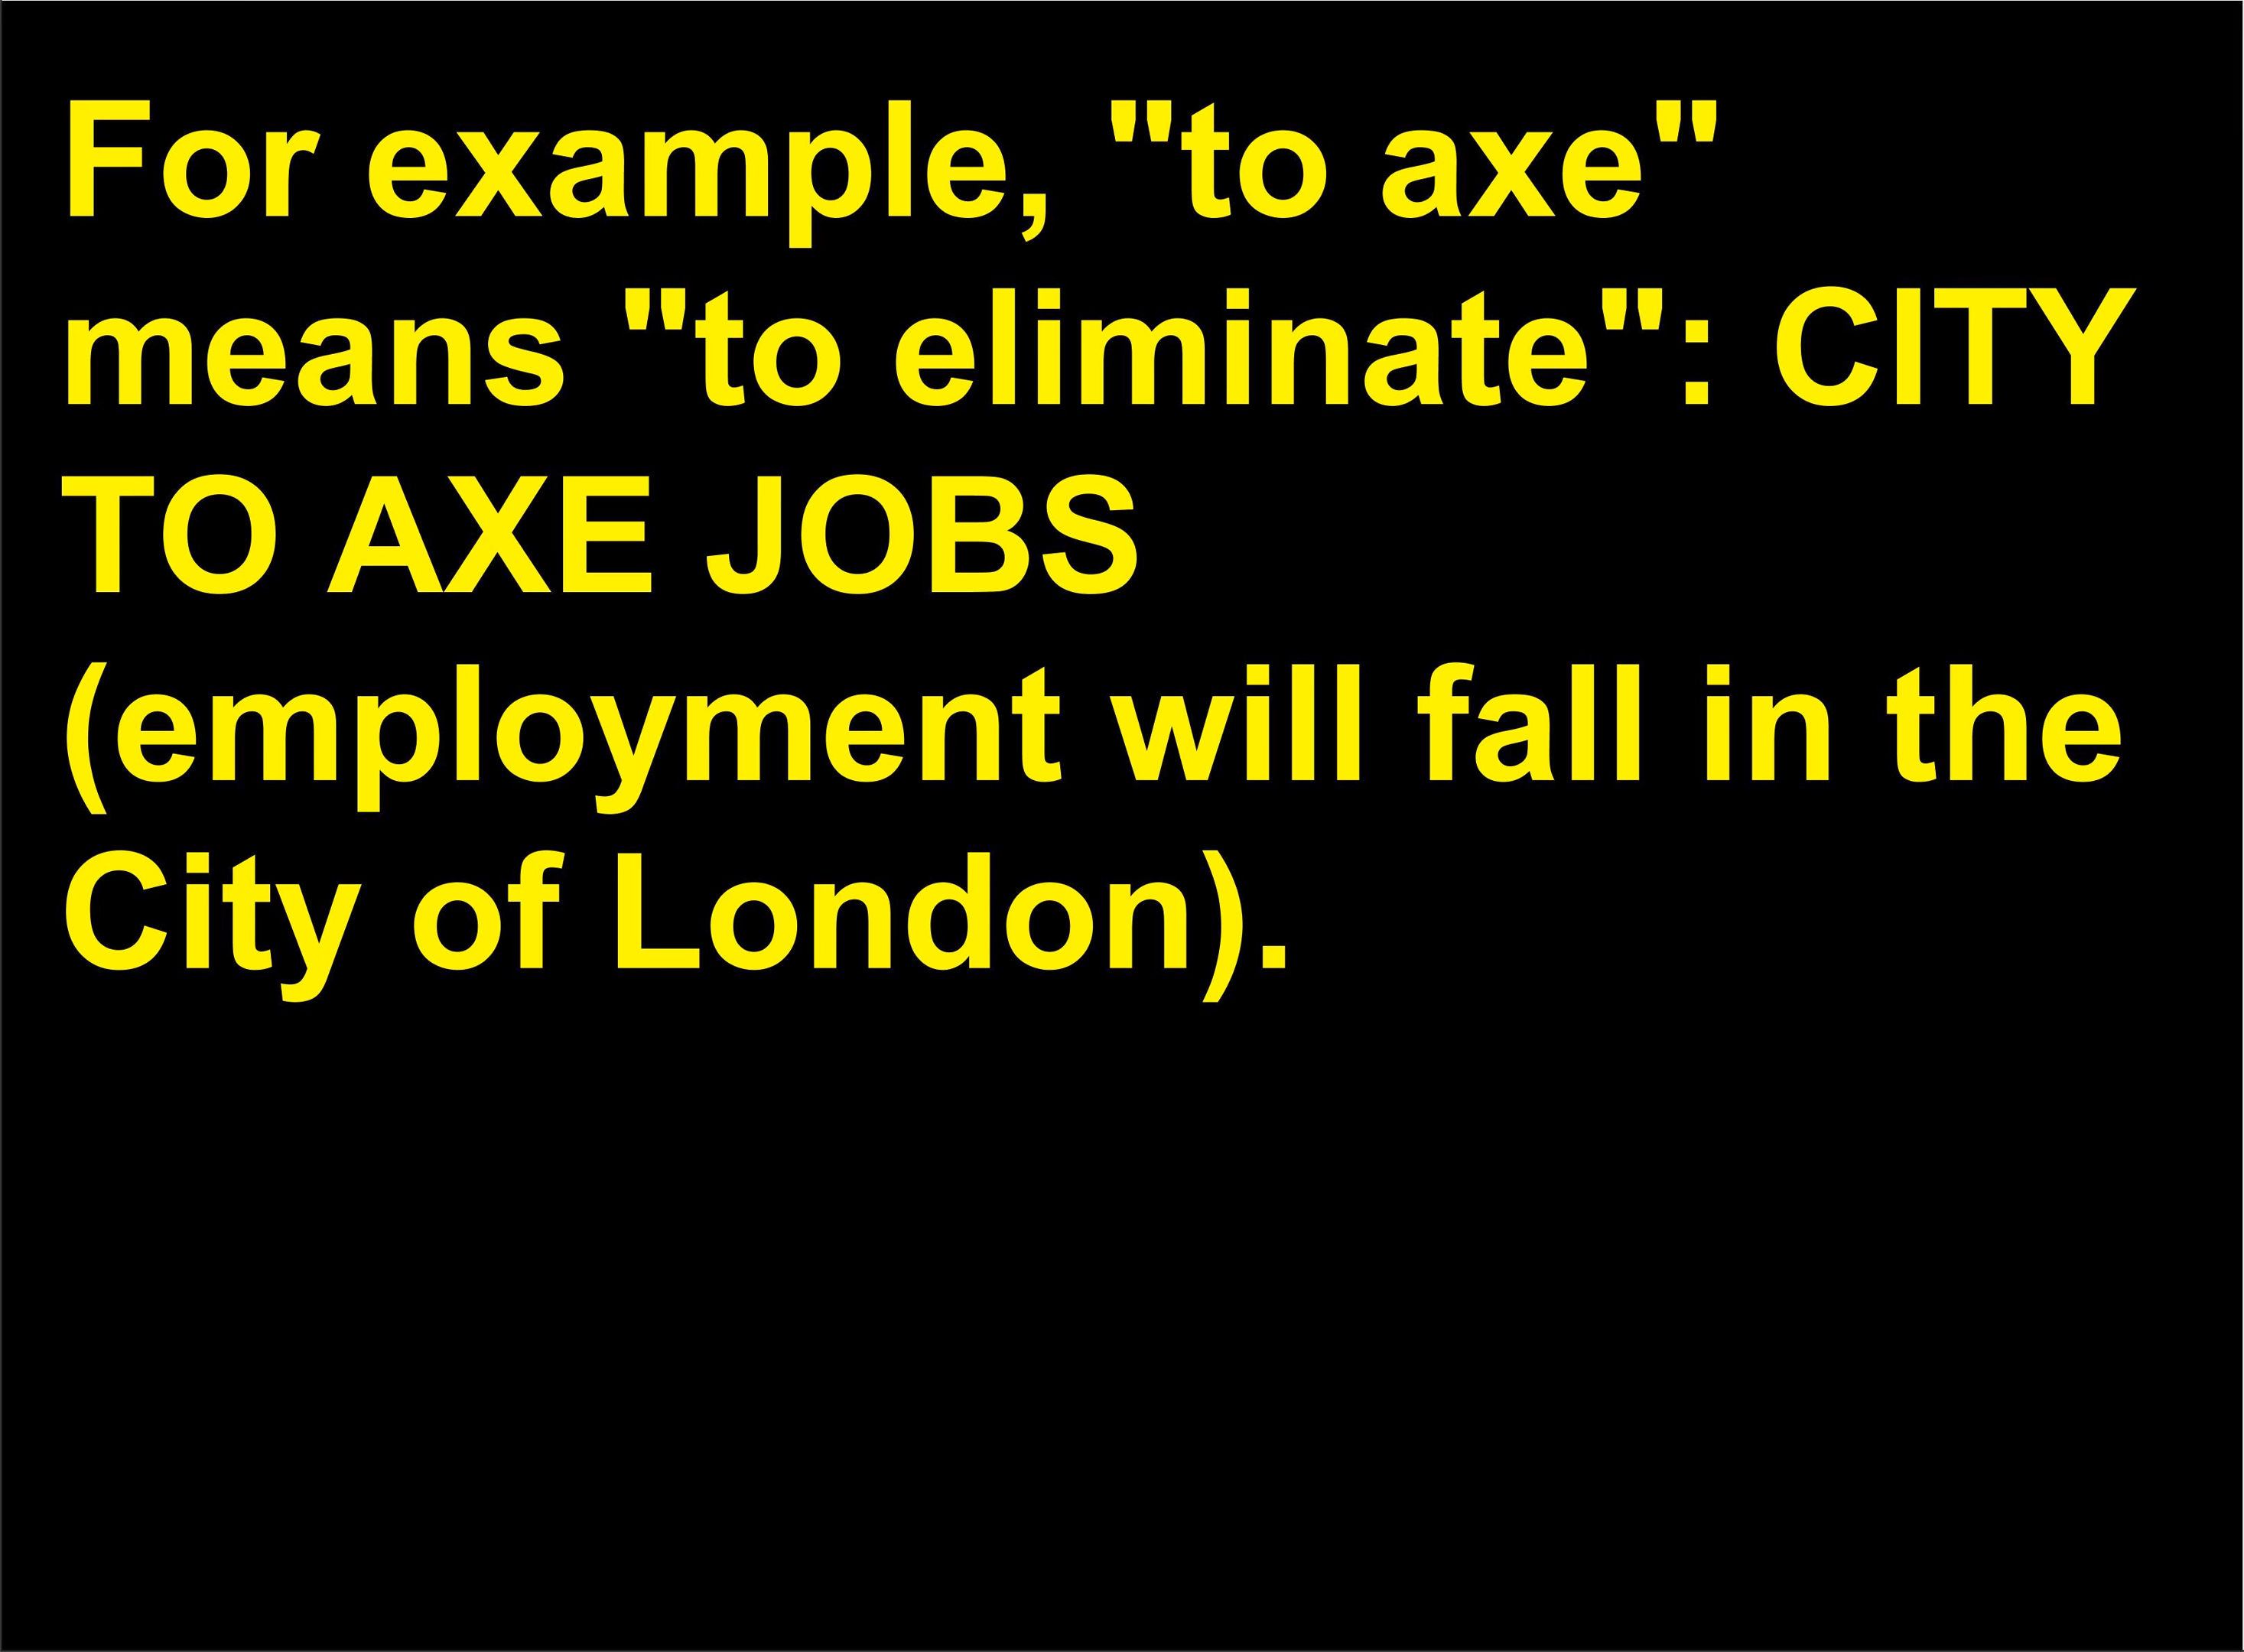 For example, "to axe"
means "to eliminate": CITY
TO AXE JOBS
(employment will fall in the
City of London).